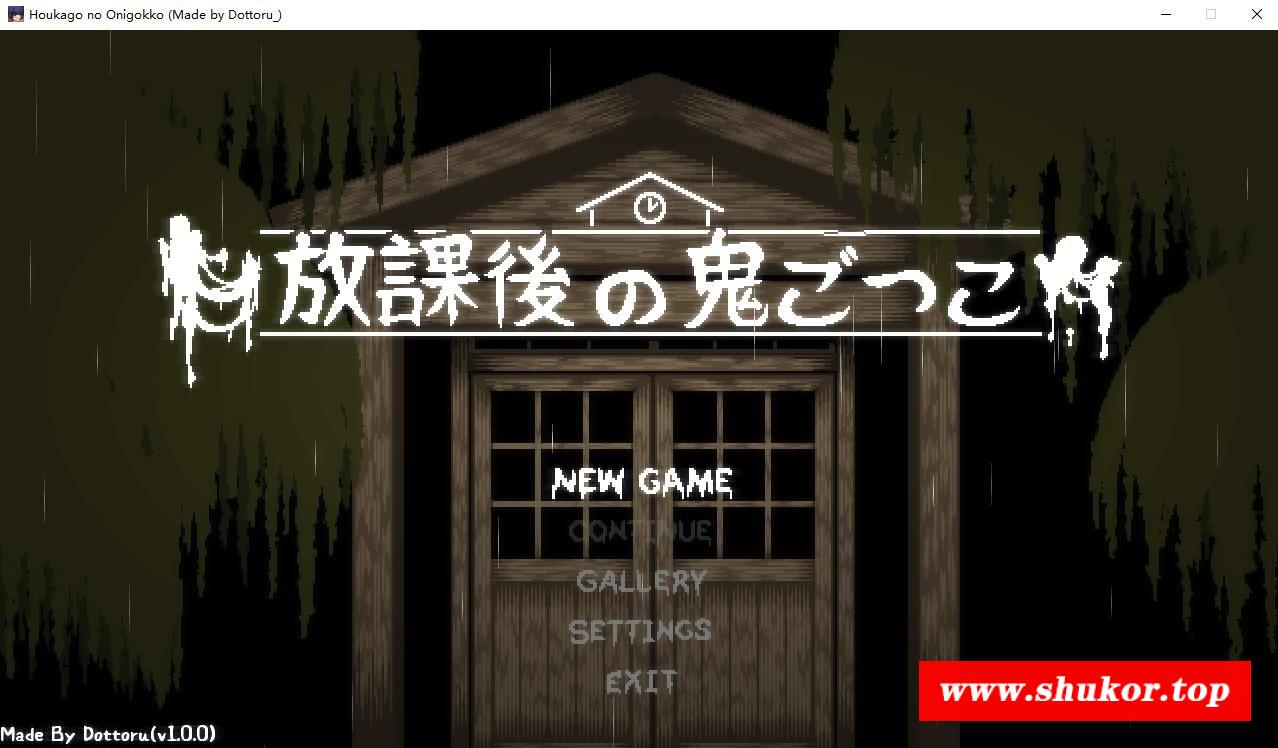 Houkago no Onigokko (Made by Dottoru_)
放課後の鬼ごっこ
NEW GAME
CONTINUE
GALLERY
SETTINGS
EXIT
www.shukor.top
Made By Dottoru(v1.0.0)